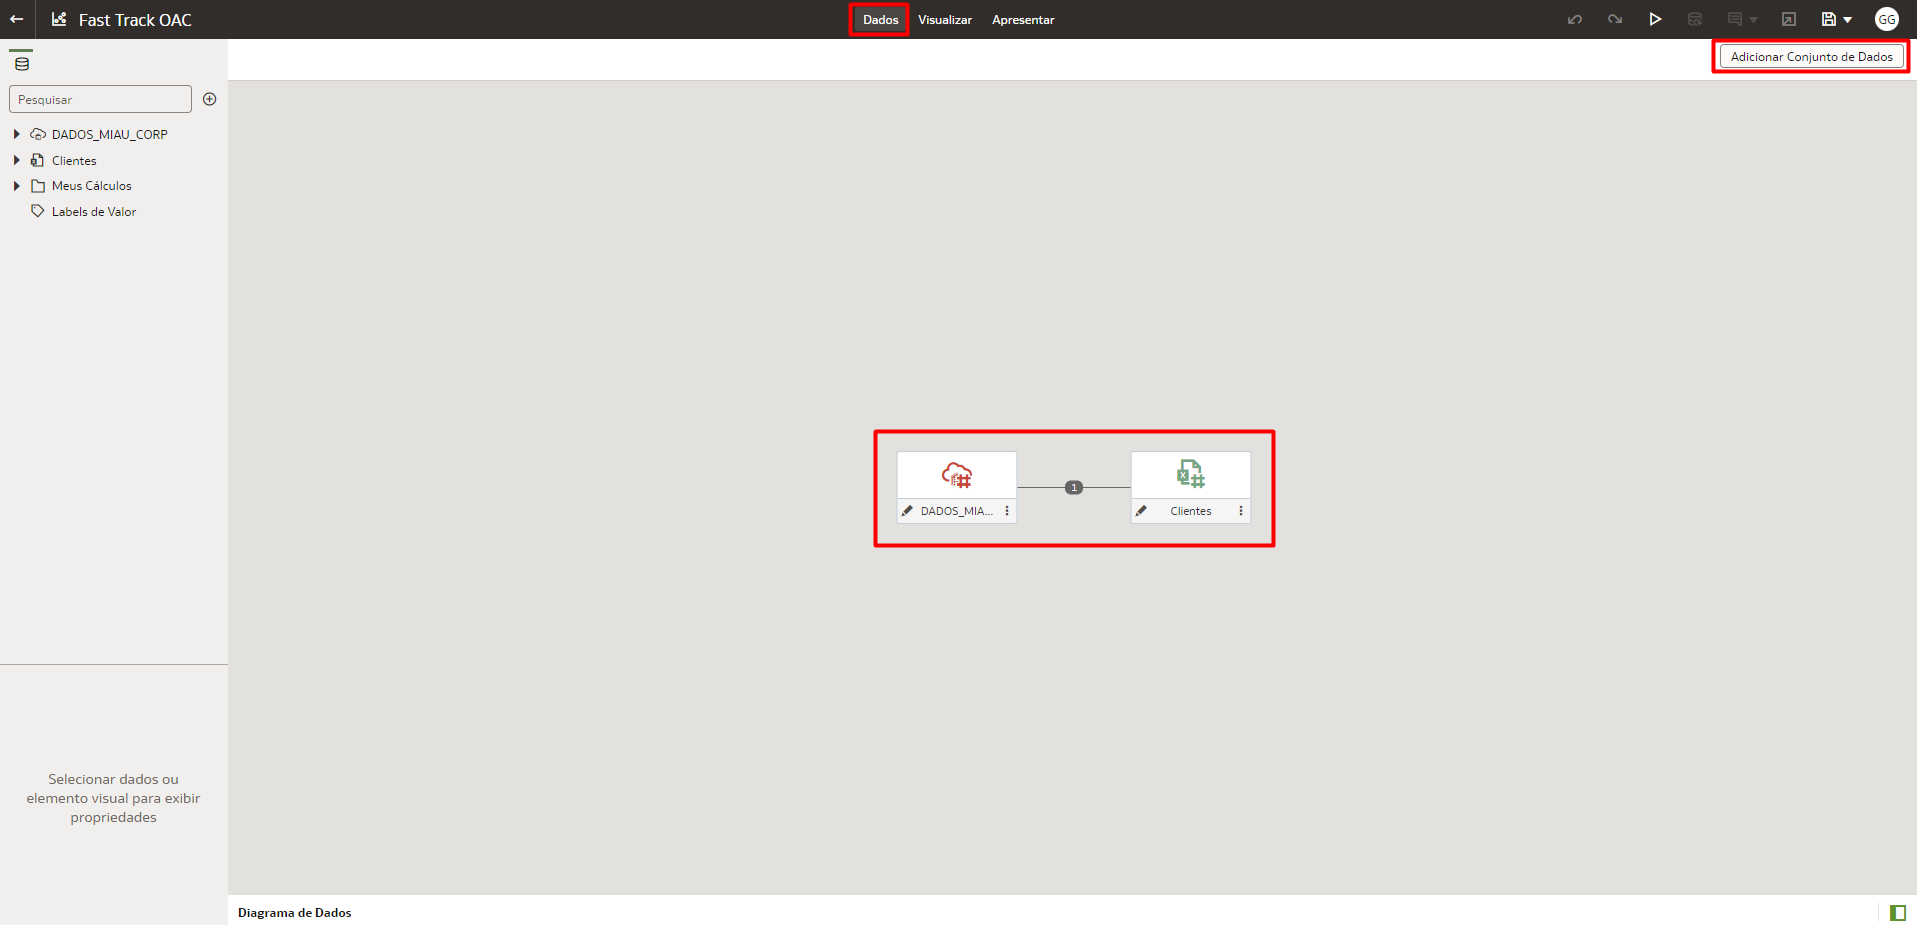 Fast Track OAC
Dados Visualizar Apresentar
GG
Adicionar Conjunto de Dados
Pesquisar
DADOS_MIAU_CORP
Clientes
Meus Cálculos
Labels de Valor
1
DADOS_MIA...
Clientes
Selecionar dados ou
elemento visual para exibir
propriedades
Diagrama de Dados